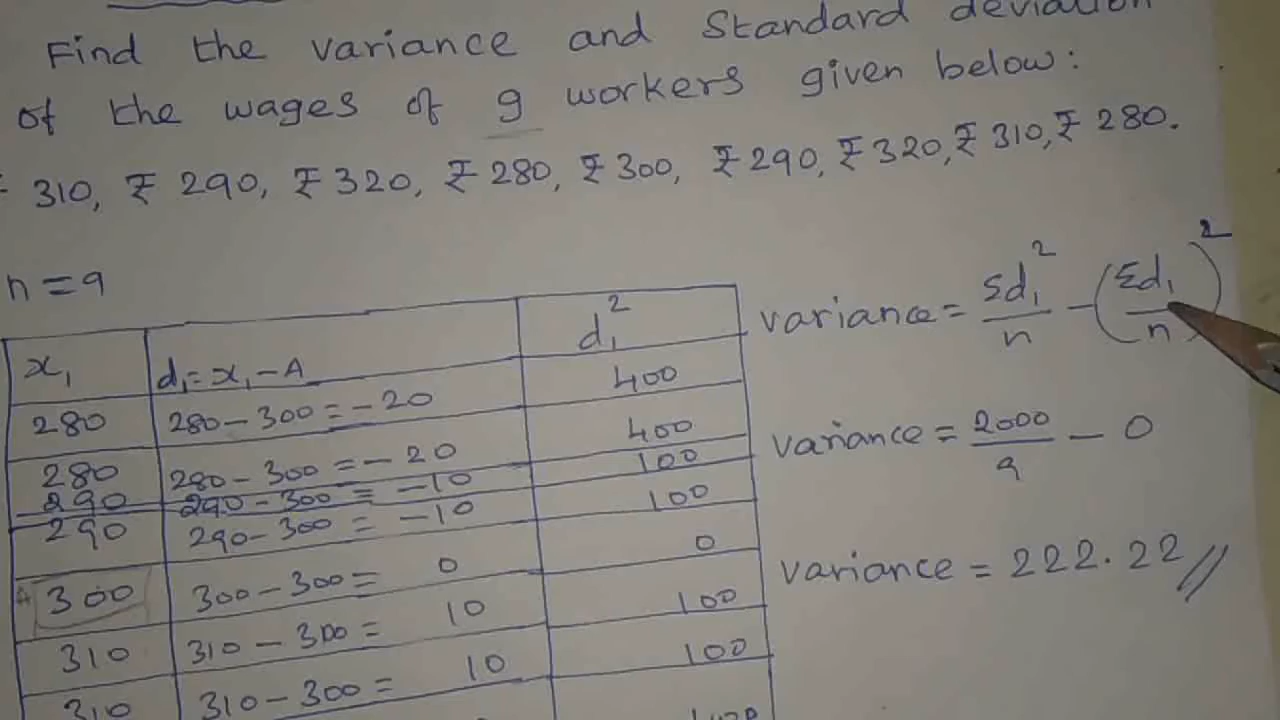 Find the variance and Standard deviation
of the wages of 9 workers given below:
₹ 310, ₹ 290, ₹ 320, ₹ 280, ₹ 300, ₹ 290, ₹ 320, ₹ 310, ₹ 280.
n = 9
x₁ d₁ = x₁ - A d₁²
280 280 - 300 = -20 400
280 280 - 300 = -20 400
290 290 - 300 = -10 100
290 290 - 300 = -10 100
300 300 - 300 = 0 0
310 310 - 300 = 10 100
310 310 - 300 = 10 100
variance = Σd₁²/n - (Σd₁/n)²
variance = 2000/9 - 0
variance = 222.22 //